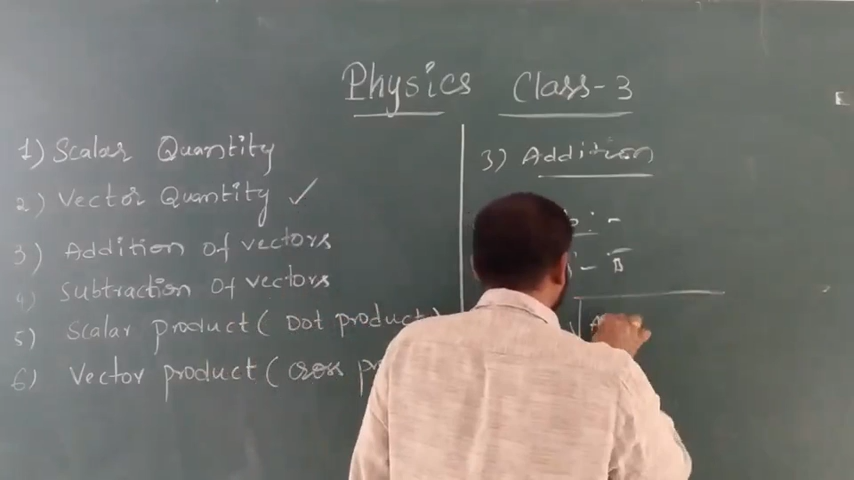 Physics Class-3
1) Scalar Quantity
2) Vector Quantity ✓
3) Addition of vectors
4) Subtraction of vectors
5) Scalar product ( Dot product )
6) Vector product ( cross
3) Addition